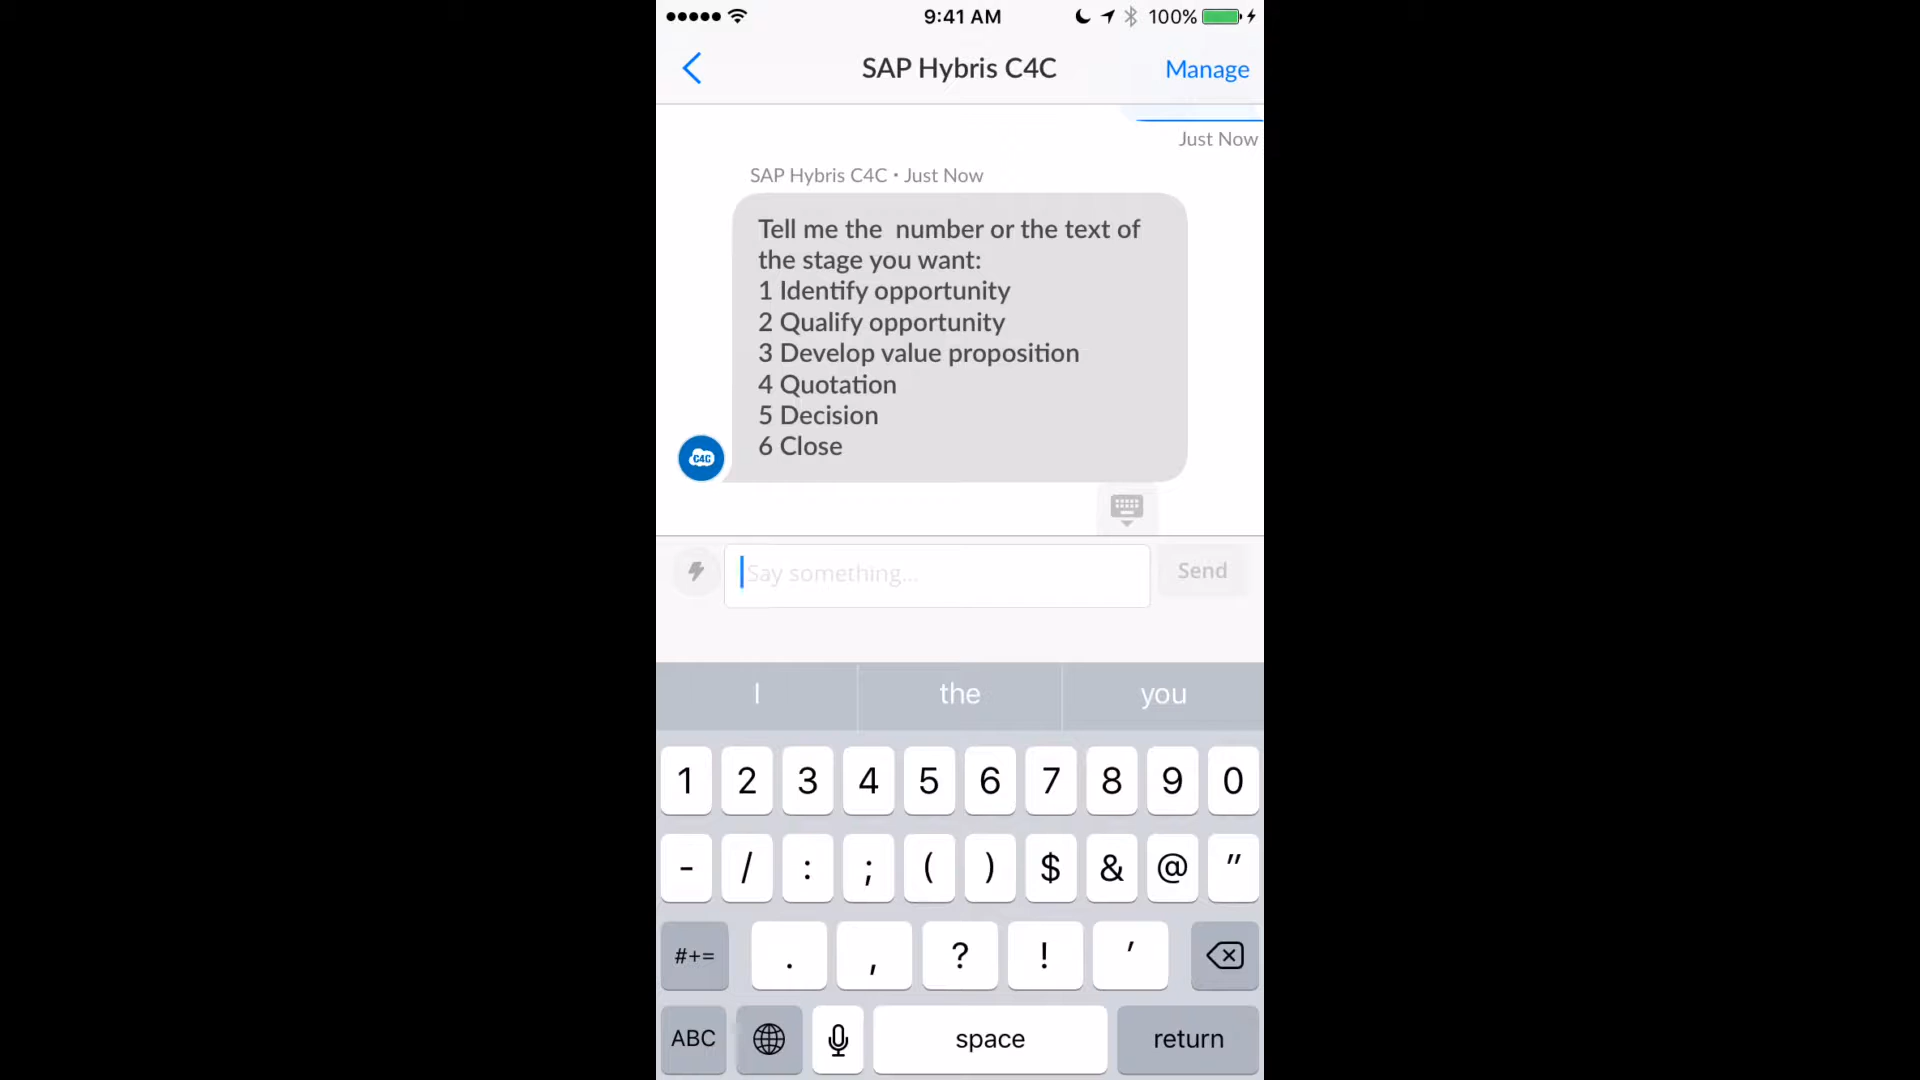 9:41 AM
100%
SAP Hybris C4C
Manage
Just Now
SAP Hybris C4C • Just Now
Tell me the  number or the text of
the stage you want:
1 Identify opportunity
2 Qualify opportunity
3 Develop value proposition
4 Quotation
5 Decision
6 Close
C4C
Say something...
Send
I the you
1 2 3 4 5 6 7 8 9 0
- / : ; ( ) $ & @ "
#+= . , ? ! '
ABC space return